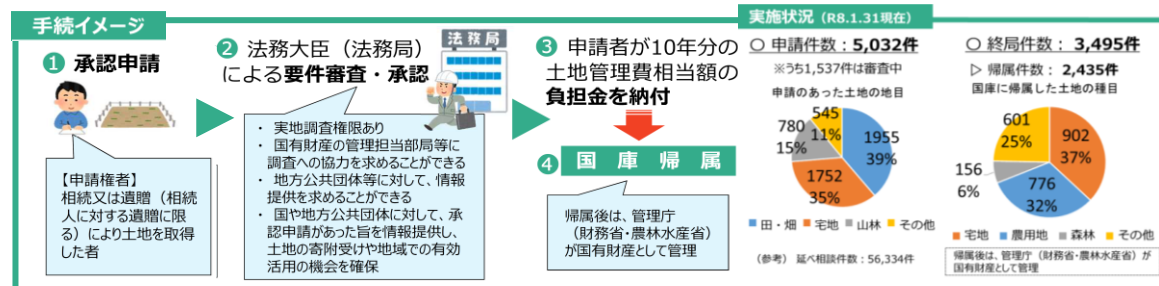 手続イメージ
❶ 承認申請
【申請権者】
相続又は遺贈（相続
人に対する遺贈に限
る）により土地を取得
した者
❷ 法務大臣（法務局）
による要件審査・承認
法務局
・ 実地調査権限あり
・ 国有財産の管理担当部局等に
調査への協力を求めることができる
・ 地方公共団体等に対して、情報
提供を求めることができる
・ 国や地方公共団体に対して、承
認申請があった旨を情報提供し、
土地の寄附受けや地域での有効
活用の機会を確保
❸ 申請者が10年分の
土地管理費相当額の
負担金を納付
❹ 国庫帰属
帰属後は、管理庁
（財務省・農林水産省）
が国有財産として管理
実施状況（R8.1.31現在）
〇 申請件数：5,032件
※うち1,537件は審査中
申請のあった土地の地目
545
11%
780
15%
1955
39%
1752
35%
■田・畑 ■宅地 ■山林 ■その他
（参考） 延べ相談件数：56,334件
〇 終局件数：3,495件
▷ 帰属件数：2,435件
国庫に帰属した土地の種目
601
25%
902
37%
156
6%
776
32%
■宅地 ■農用地 ■森林 ■その他
帰属後は、管理庁（財務省・農林水産省）が
国有財産として管理